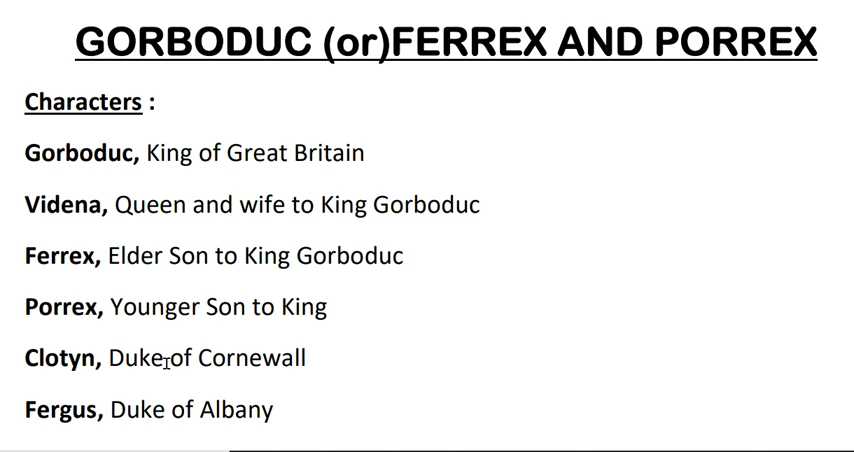 GORBODUC (or)FERREX AND PORREX
Characters :
Gorboduc, King of Great Britain
Videna, Queen and wife to King Gorboduc
Ferrex, Elder Son to King Gorboduc
Porrex, Younger Son to King
Clotyn, Duke of Cornewall
Fergus, Duke of Albany